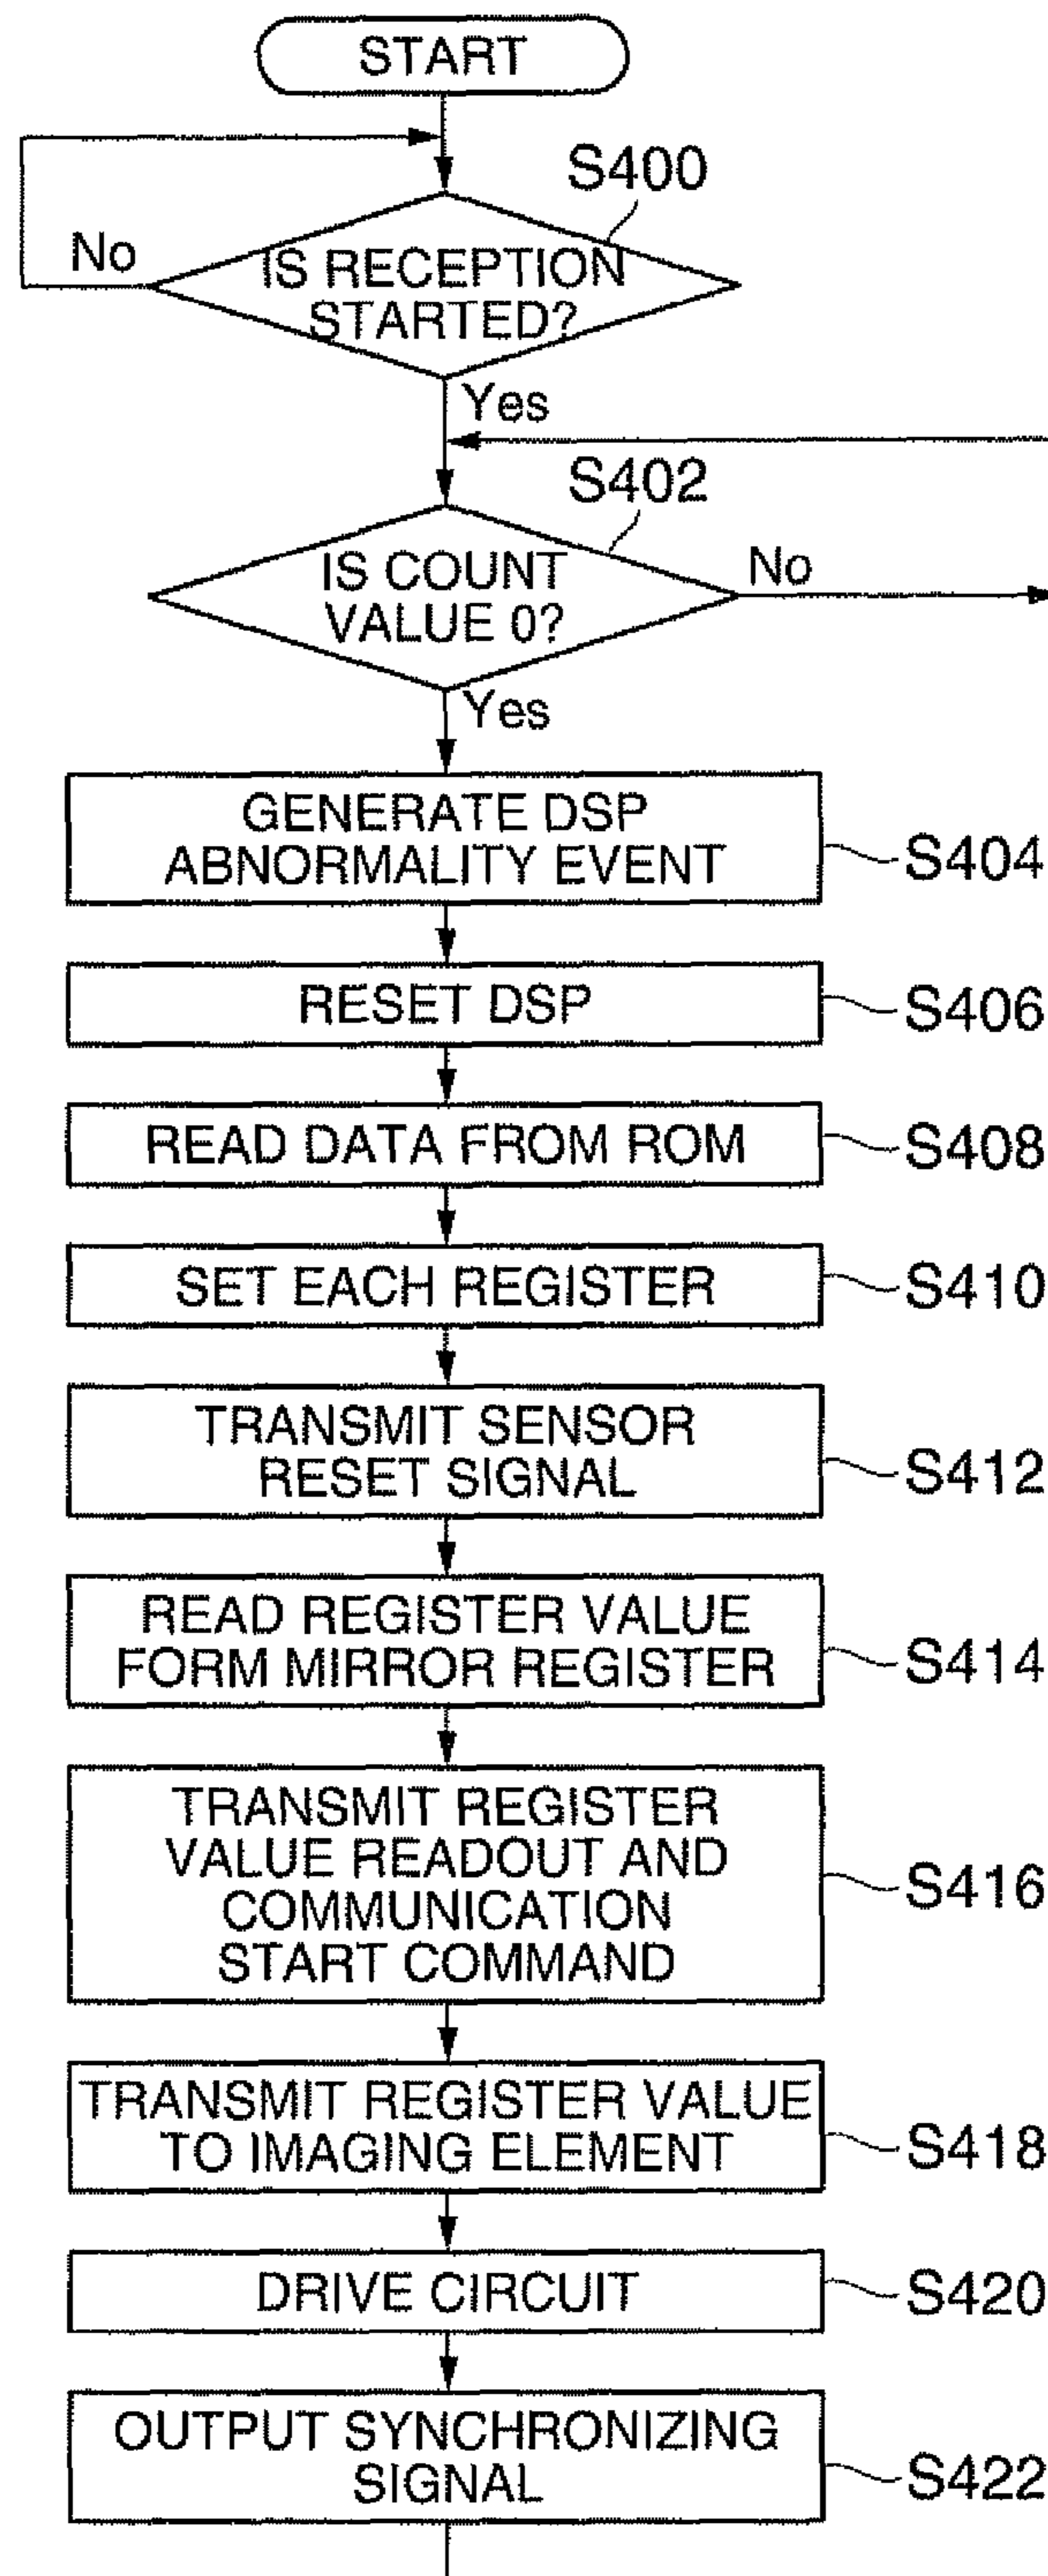 START
S400
No
IS RECEPTION
STARTED?
Yes
S402
IS COUNT
VALUE 0?
No
Yes
GENERATE DSP
ABNORMALITY EVENT
S404
RESET DSP
S406
READ DATA FROM ROM
S408
SET EACH REGISTER
S410
TRANSMIT SENSOR
RESET SIGNAL
S412
READ REGISTER VALUE
FORM MIRROR REGISTER
S414
TRANSMIT REGISTER
VALUE READOUT AND
COMMUNICATION
START COMMAND
S416
TRANSMIT REGISTER VALUE
TO IMAGING ELEMENT
S418
DRIVE CIRCUIT
S420
OUTPUT SYNCHRONIZING
SIGNAL
S422